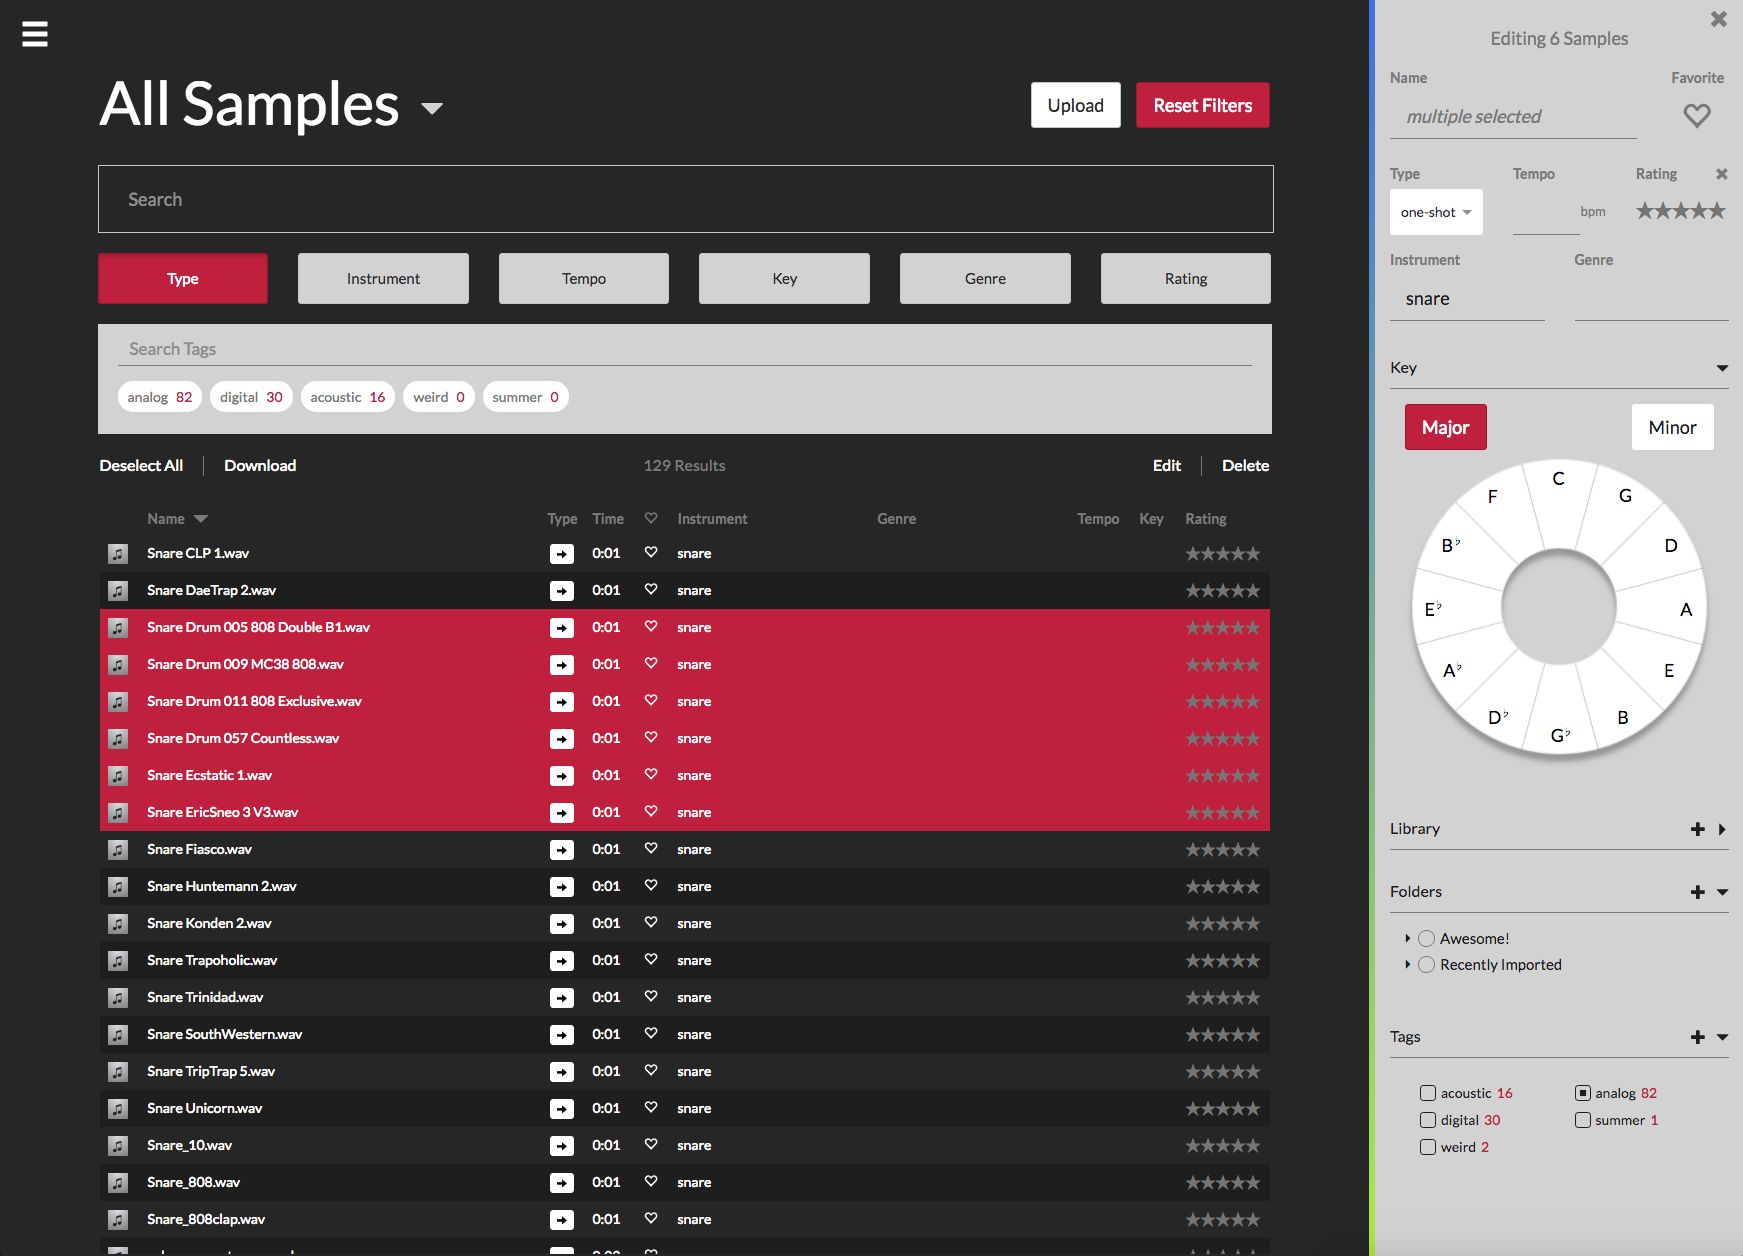 All Samples
Upload
Reset Filters
Search
Type Instrument Tempo Key Genre Rating
Search Tags
analog 82 digital 30 acoustic 16 weird 0 summer 0
Deselect All Download 129 Results Edit Delete
Name Type Time Instrument Genre Tempo Key Rating
Snare CLP 1.wav 0:01 snare
Snare DaeTrap 2.wav 0:01 snare
Snare Drum 005 808 Double B1.wav 0:01 snare
Snare Drum 009 MC38 808.wav 0:01 snare
Snare Drum 011 808 Exclusive.wav 0:01 snare
Snare Drum 057 Countless.wav 0:01 snare
Snare Ecstatic 1.wav 0:01 snare
Snare EricSneo 3 V3.wav 0:01 snare
Snare Fiasco.wav 0:01 snare
Snare Huntemann 2.wav 0:01 snare
Snare Konden 2.wav 0:01 snare
Snare Trapoholic.wav 0:01 snare
Snare Trinidad.wav 0:01 snare
Snare SouthWestern.wav 0:01 snare
Snare TripTrap 5.wav 0:01 snare
Snare Unicorn.wav 0:01 snare
Snare_10.wav 0:01 snare
Snare_808.wav 0:01 snare
Snare_808clap.wav 0:01 snare
Editing 6 Samples
Name Favorite
multiple selected
Type Tempo Rating
one-shot bpm
Instrument Genre
snare
Key
Major Minor
C
G
D
A
E
B
G♭
D♭
A♭
E♭
B♭
F
Library
Folders
Awesome!
Recently Imported
Tags
acoustic 16 analog 82
digital 30 summer 1
weird 2